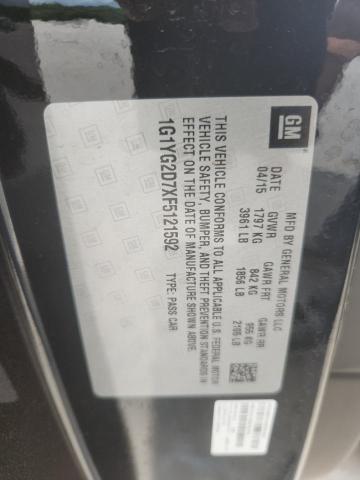 GM
MFD BY GENERAL MOTORS LLC
DATE GVWR GAWR FRT GAWR RR
04/15 1797 KG 842 KG 955 KG
3961 LB 1856 LB 2105 LB
THIS VEHICLE CONFORMS TO ALL APPLICABLE U.S. FEDERAL MOTOR
VEHICLE SAFETY, BUMPER, AND THEFT PREVENTION STANDARDS IN
EFFECT ON THE DATE OF MANUFACTURE SHOWN ABOVE.
1G1YG2D7XF5121592 TYPE: PASS CAR